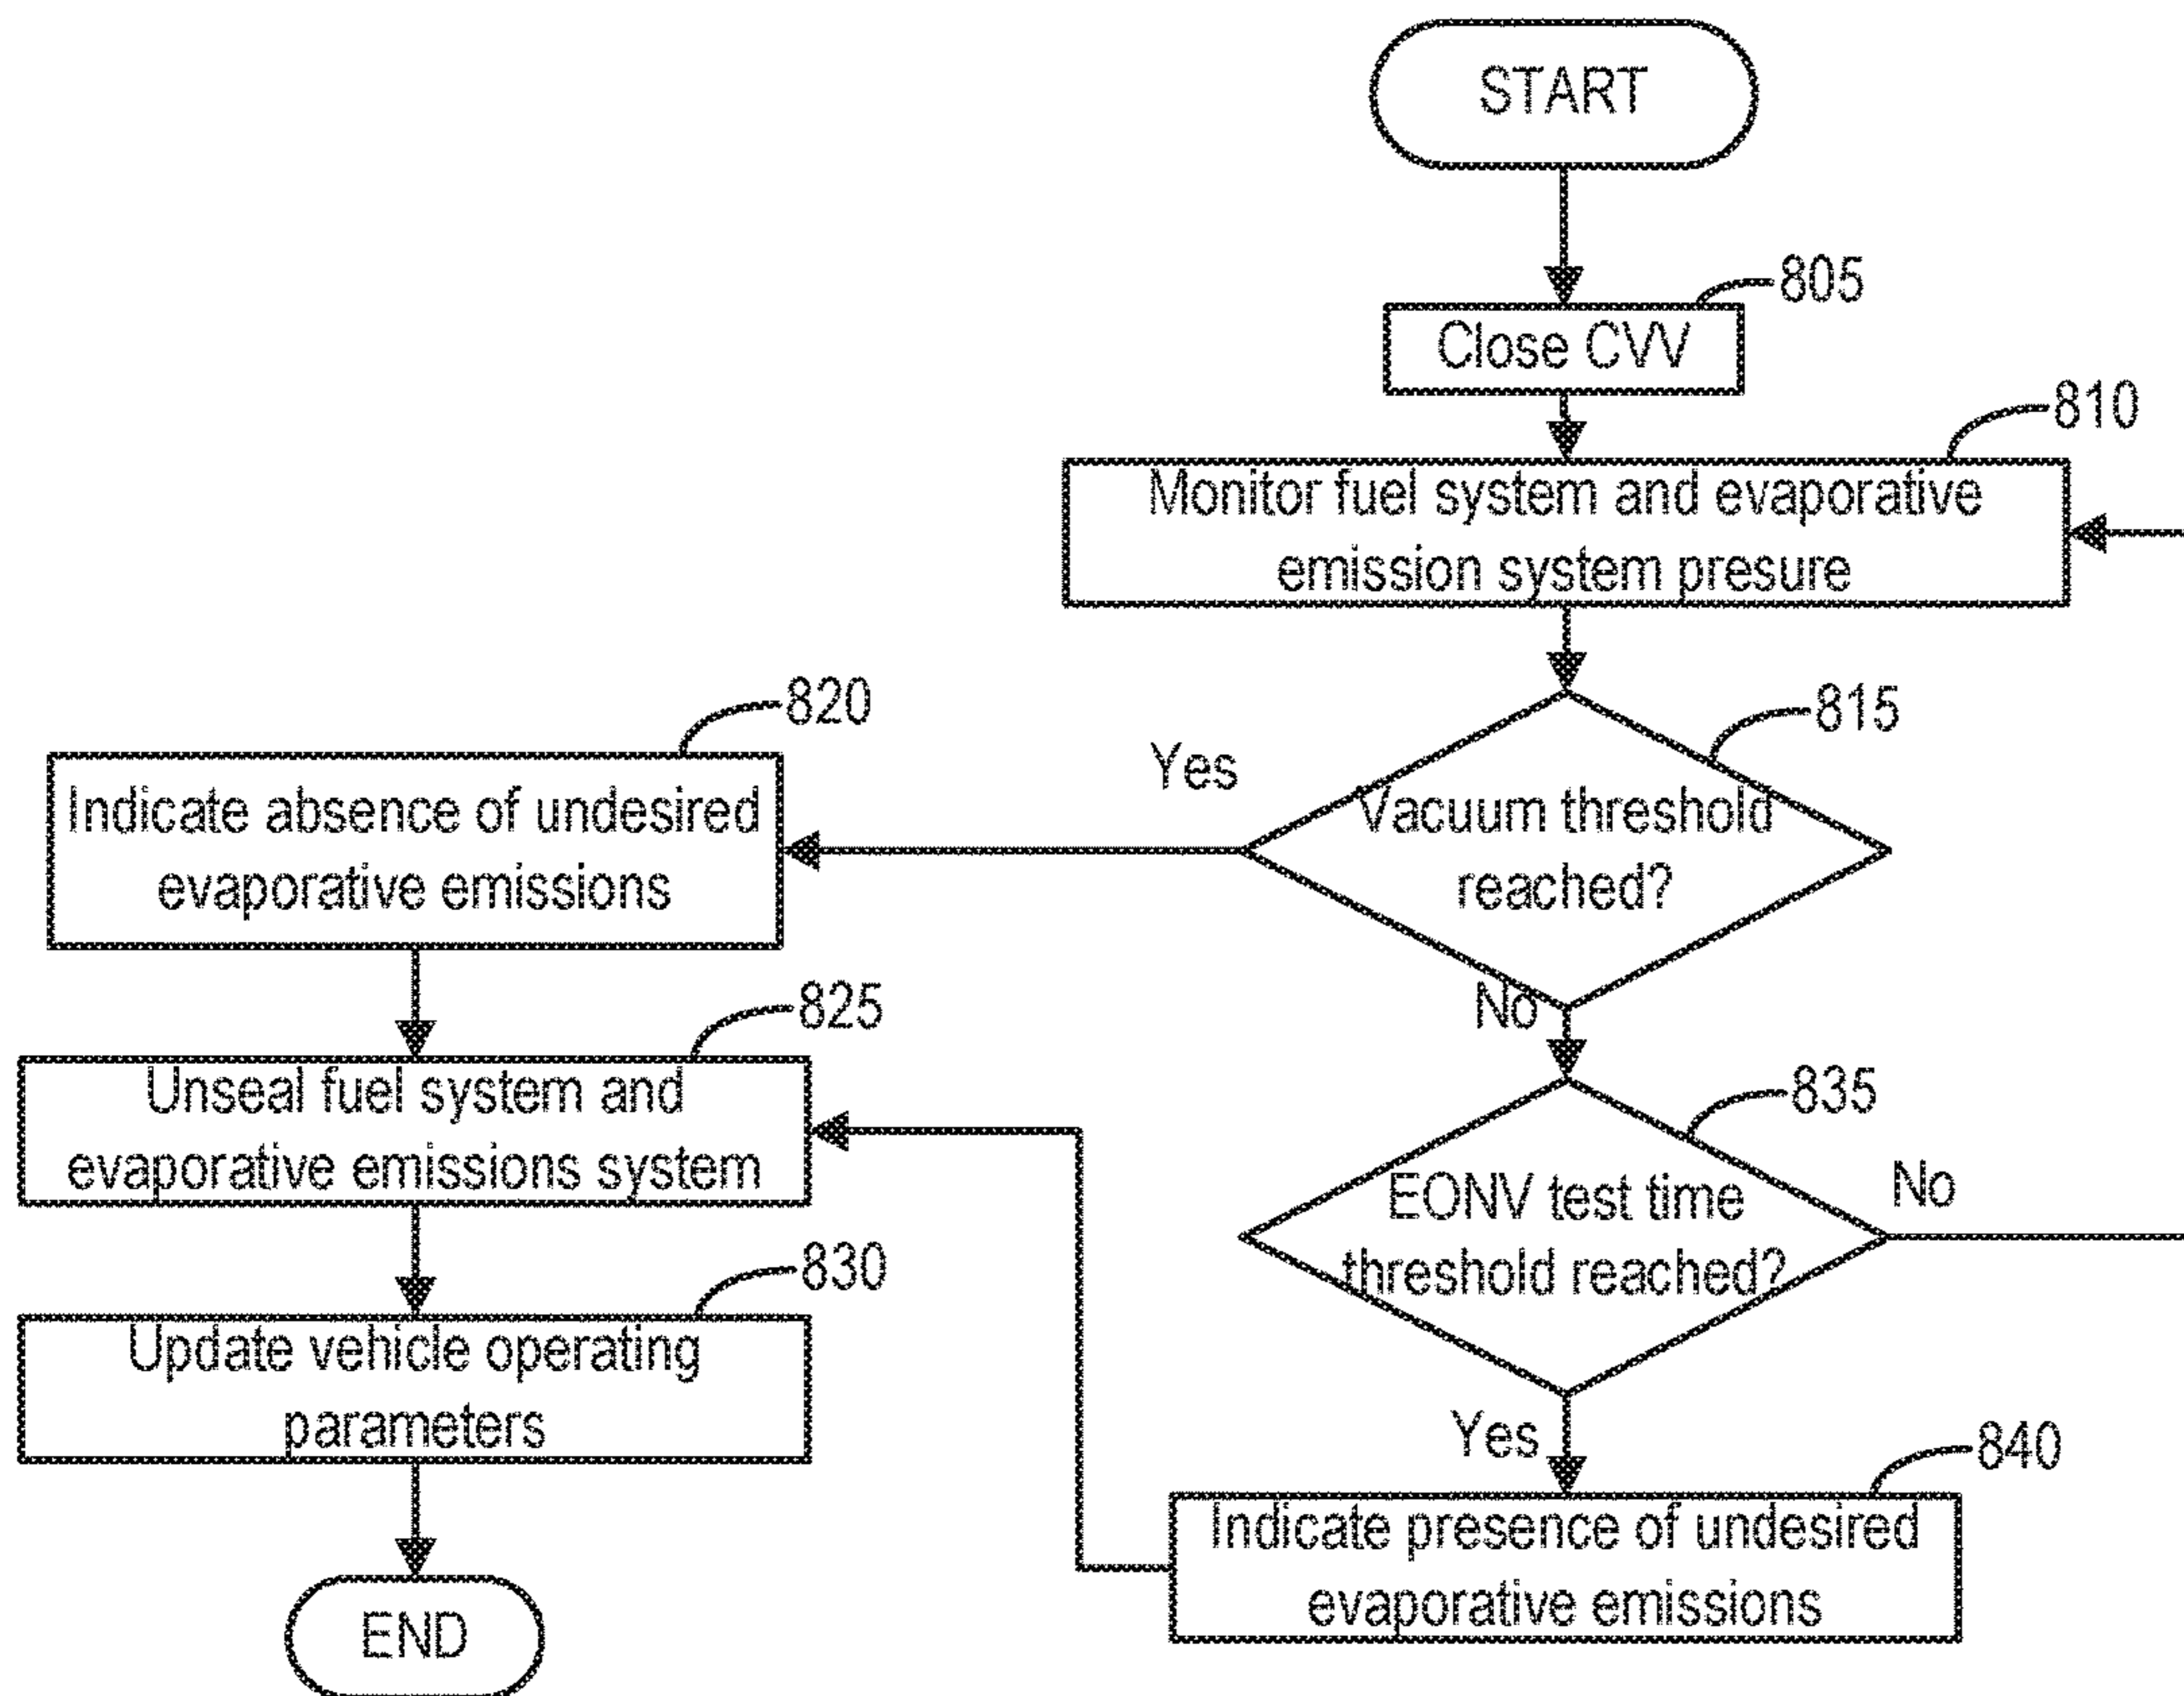 START
805
Close CVV
810
Monitor fuel system and evaporative
emission system presure
815
Vacuum threshold
reached?
Yes
No
820
Indicate absence of undesired
evaporative emissions
825
Unseal fuel system and
evaporative emissions system
830
Update vehicle operating
parameters
END
835
EONV test time
threshold reached?
No
Yes
840
Indicate presence of undesired
evaporative emissions